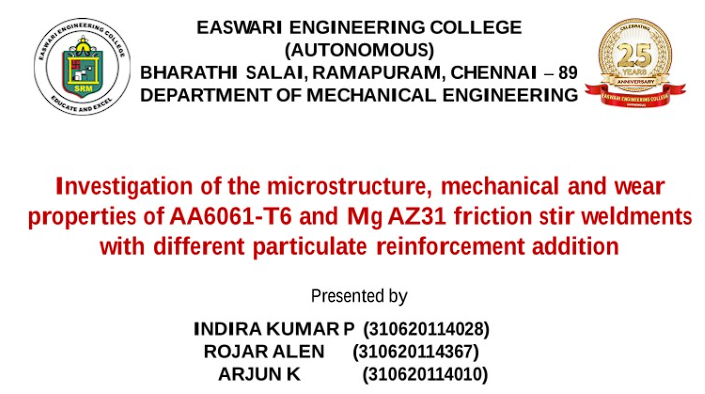 EASWARI ENGINEERING COLLEGE
(AUTONOMOUS)
BHARATHI SALAI, RAMAPURAM, CHENNAI – 89
DEPARTMENT OF MECHANICAL ENGINEERING
EASWARI ENGINEERING COLLEGE
SRM
EDUCATE AND EXCEL
CELEBRATING
25
YEARS
ANNIVERSARY
EASWARI ENGINEERING COLLEGE
Investigation of the microstructure, mechanical and wear
properties of AA6061-T6 and Mg AZ31 friction stir weldments
with different particulate reinforcement addition
Presented by
INDIRA KUMAR P (310620114028)
ROJAR ALEN (310620114367)
ARJUN K (310620114010)